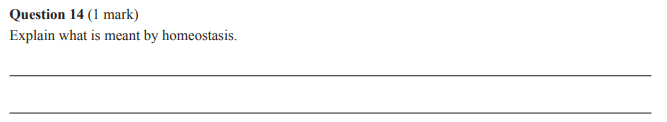 Question 14 (1 mark)
Explain what is meant by homeostasis.